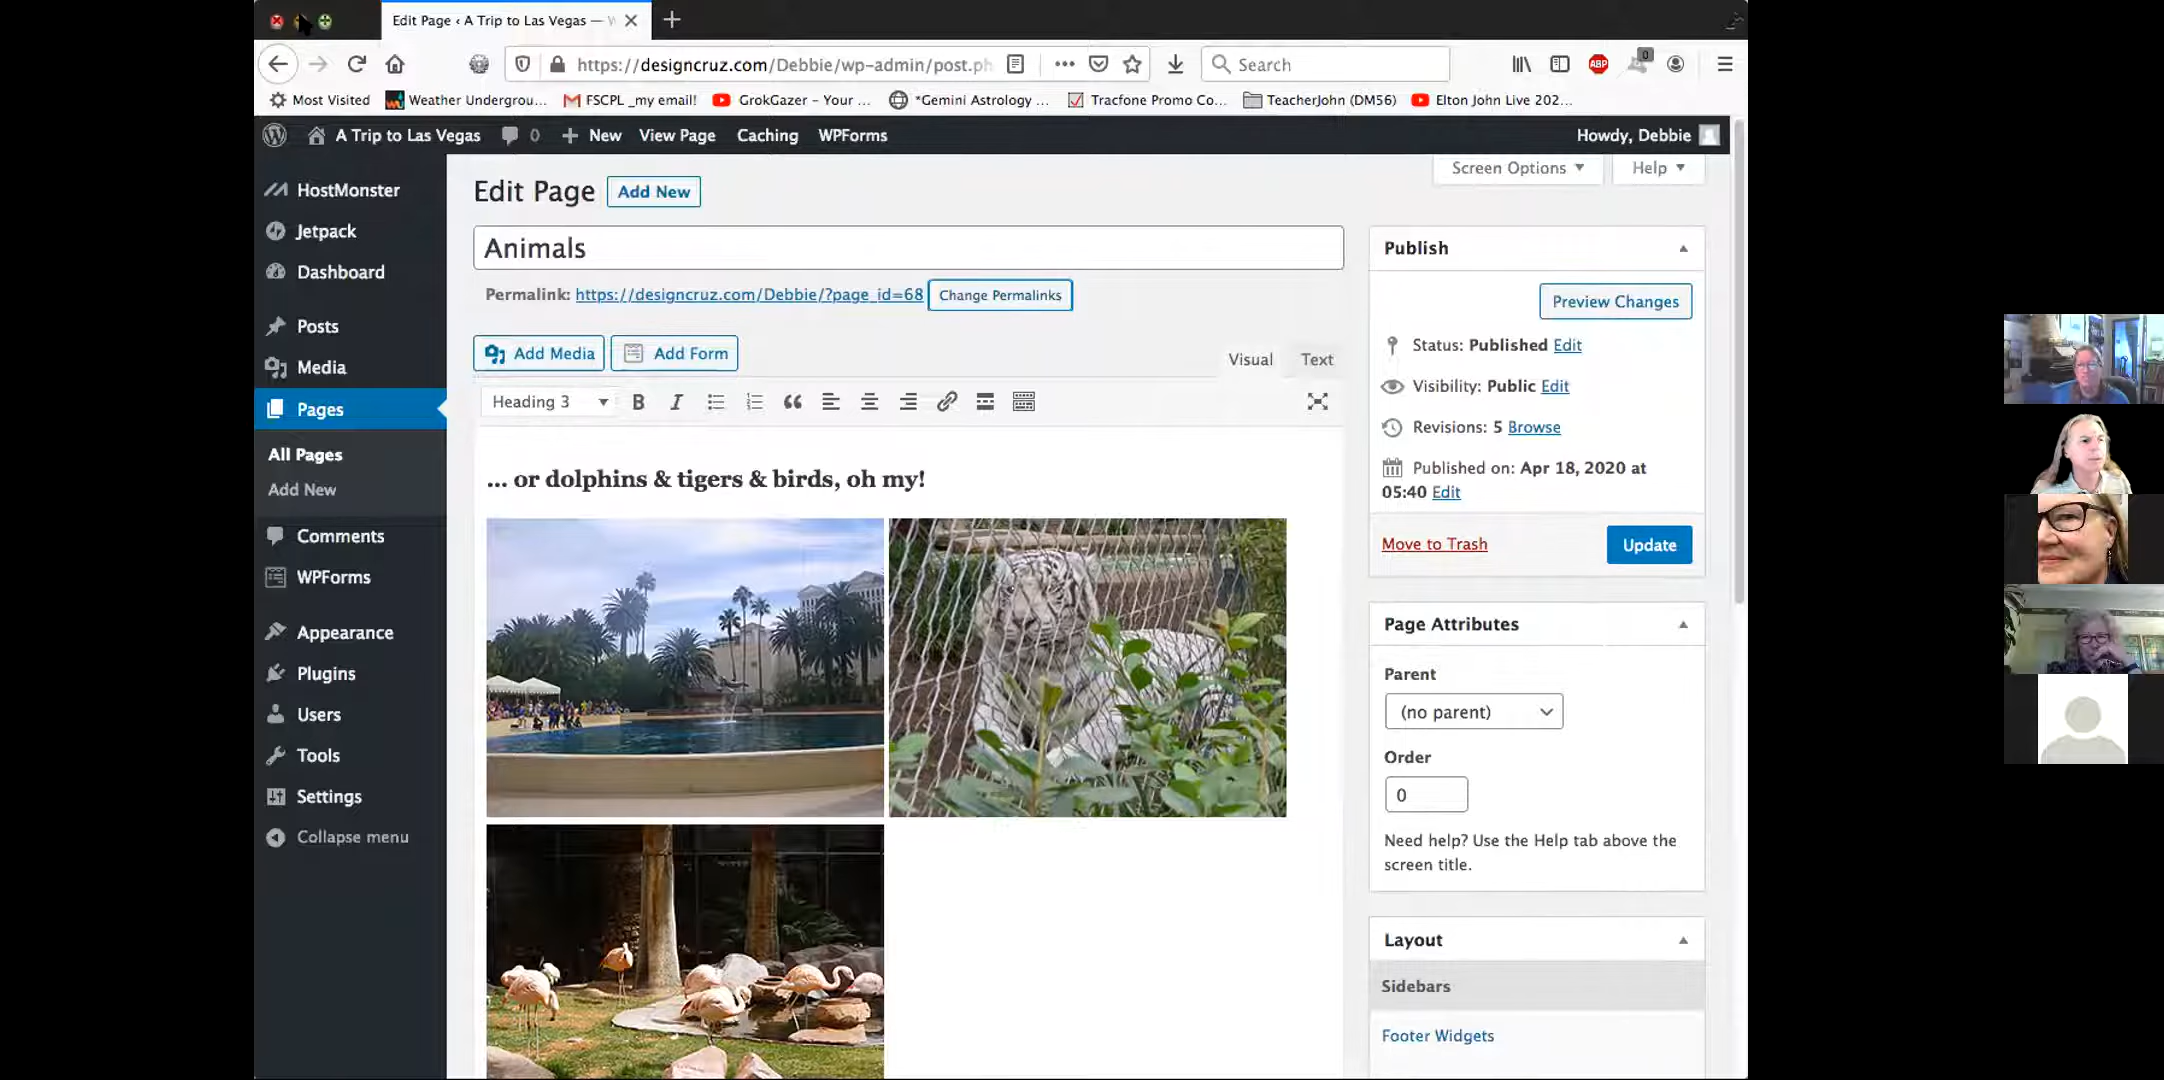 Edit Page ‹ A Trip to Las Vegas — W
https://designcruz.com/Debbie/wp-admin/post.ph
Search
ABP
0
Most Visited
Weather Undergrou...
FSCPL _my email!
GrokGazer – Your ...
*Gemini Astrology ...
Tracfone Promo Co...
TeacherJohn (DM56)
Elton John Live 202...
A Trip to Las Vegas
0
New
View Page
Caching
WPForms
Howdy, Debbie
HostMonster
Jetpack
Dashboard
Posts
Media
Pages
All Pages
Add New
Comments
WPForms
Appearance
Plugins
Users
Tools
Settings
Collapse menu
Screen Options
Help
Edit Page
Add New
Animals
Permalink: https://designcruz.com/Debbie/?page_id=68
Change Permalinks
Add Media
Add Form
Visual
Text
Heading 3
B
I
... or dolphins & tigers & birds, oh my!
Publish
Preview Changes
Status: Published Edit
Visibility: Public Edit
Revisions: 5 Browse
Published on: Apr 18, 2020 at
05:40 Edit
Move to Trash
Update
Page Attributes
Parent
(no parent)
Order
0
Need help? Use the Help tab above the
screen title.
Layout
Sidebars
Footer Widgets